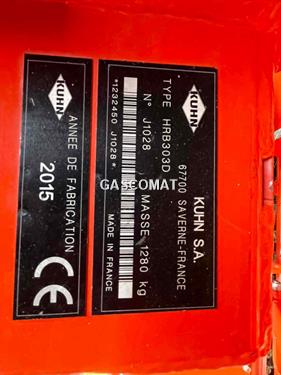 KUHN
KUHN S.A.
67700 SAVERNE-FRANCE
TYPE HRB303D
N° J1028
MASSE 1280 kg
*1232450 J1028*
MADE IN FRANCE
KUHN
ANNEE DE FABRICATION
2015
CE
GASCOMAT